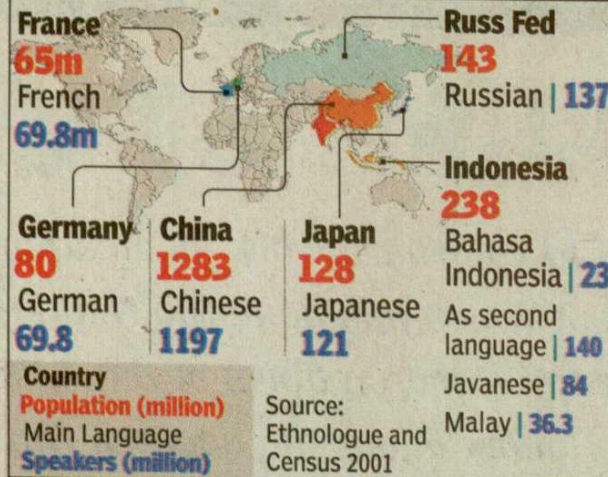 France
65m
French
69.8m
Russ Fed
143
Russian | 137
Indonesia
238
Bahasa
Indonesia | 23
As second
language | 140
Javanese | 84
Malay | 36.3
Germany
80
German
69.8
China
1283
Chinese
1197
Japan
128
Japanese
121
Country
Population (million)
Main Language
Speakers (million)
Source:
Ethnologue and
Census 2001